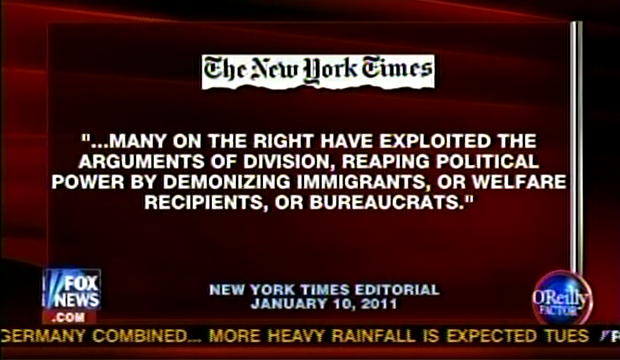 The New York Times
"...MANY ON THE RIGHT HAVE EXPLOITED THE
ARGUMENTS OF DIVISION, REAPING POLITICAL
POWER BY DEMONIZING IMMIGRANTS, OR WELFARE
RECIPIENTS, OR BUREAUCRATS."
NEW YORK TIMES EDITORIAL
JANUARY 10, 2011
FOX
NEWS
.COM
O'Reilly
FACTOR
GERMANY COMBINED... MORE HEAVY RAINFALL IS EXPECTED TUES